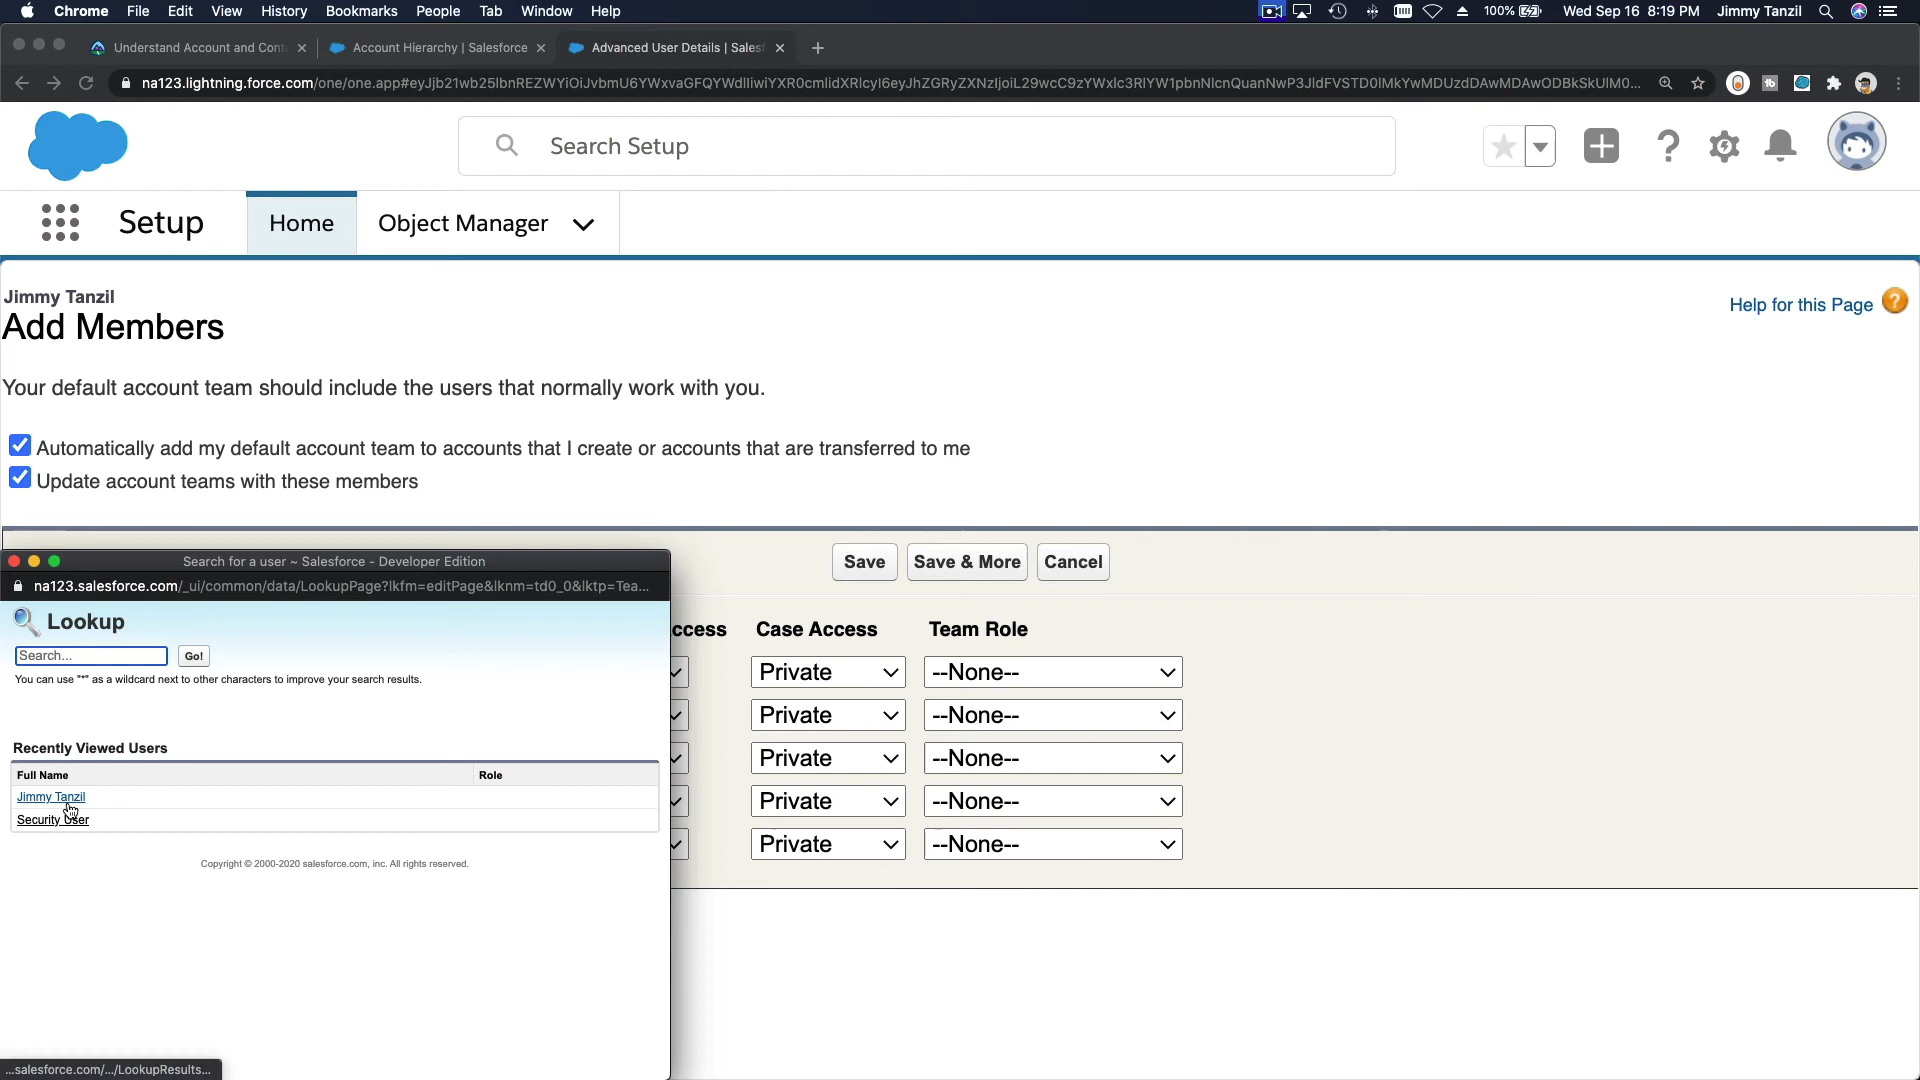 Chrome File Edit View History Bookmarks People Tab Window Help 100% Wed Sep 16 8:19 PM Jimmy Tanzil
Understand Account and Cont Account Hierarchy | Salesforce Advanced User Details | Salesf
na123.lightning.force.com
Search Setup
Setup Home Object Manager
Jimmy Tanzil
Add Members
Help for this Page
Your default account team should include the users that normally work with you.
Automatically add my default account team to accounts that I create or accounts that are transferred to me
Update account teams with these members
Save Save & More Cancel
ccess Case Access Team Role
Private --None--
Private --None--
Private --None--
Private --None--
Private --None--
Search for a user ~ Salesforce - Developer Edition
na123.salesforce.com/_ui/common/data/LookupPage?lkfm=editPage&lknm=td0_0&lktp=Tea...
Lookup
Search... Go!
You can use "*" as a wildcard next to other characters to improve your search results.
Recently Viewed Users
Full Name Role
Jimmy Tanzil
Security User
Copyright © 2000-2020 salesforce.com, inc. All rights reserved.
...salesforce.com/.../LookupResults...